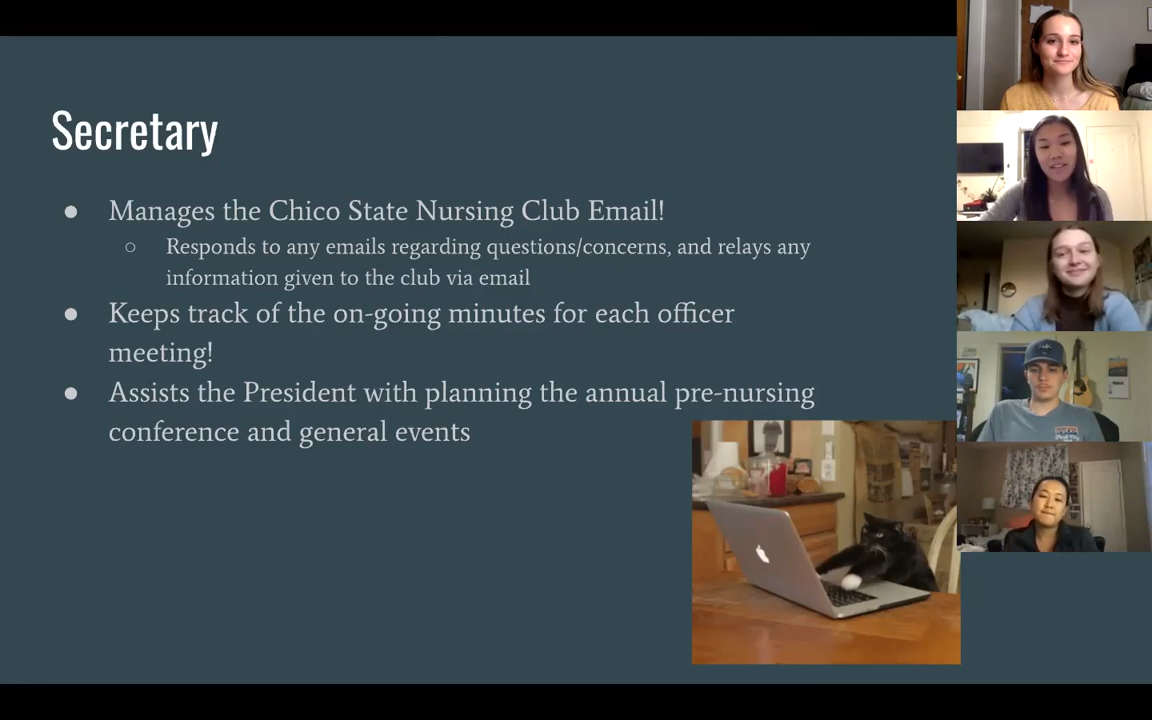 Secretary
● Manages the Chico State Nursing Club Email!
○ Responds to any emails regarding questions/concerns, and relays any
information given to the club via email
● Keeps track of the on-going minutes for each officer
meeting!
● Assists the President with planning the annual pre-nursing
conference and general events